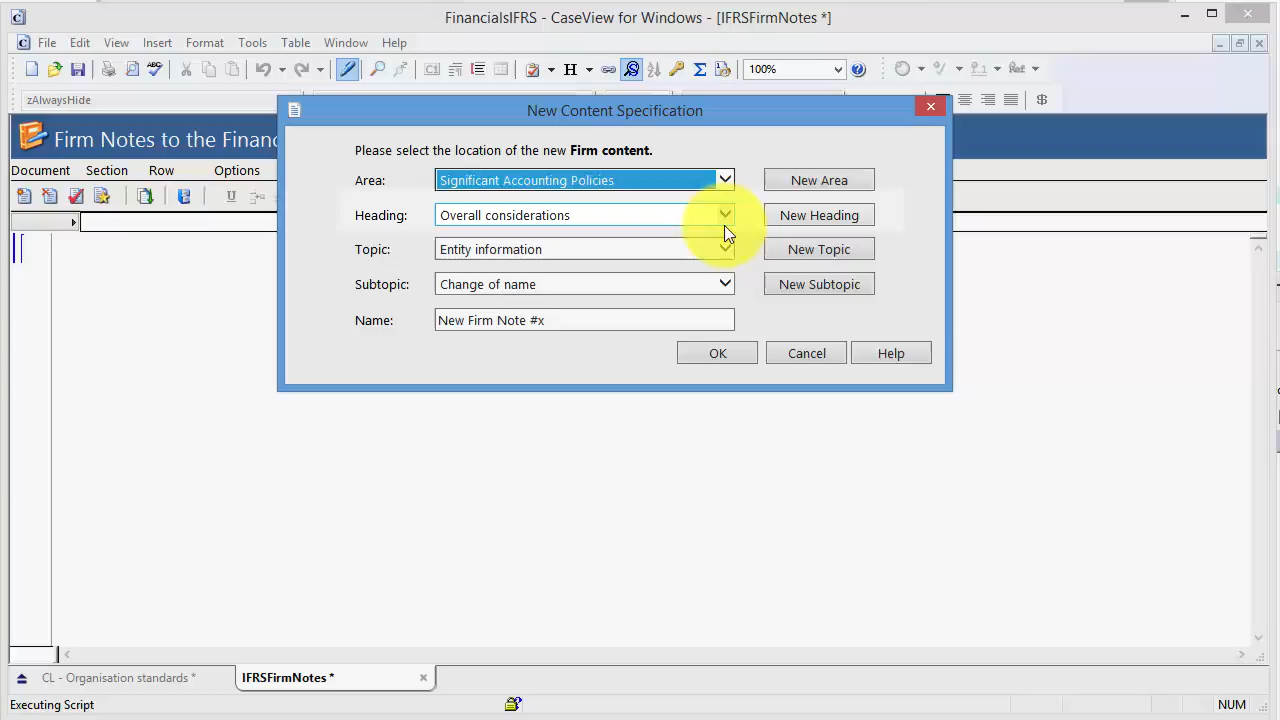 FinancialsIFRS - CaseView for Windows - [IFRSFirmNotes *]
File Edit View Insert Format Tools Table Window Help
100%
zAlwaysHide
Firm Notes to the Financ
Document Section Row Options
New Content Specification
Please select the location of the new Firm content.
Area: Significant Accounting Policies New Area
Heading: Overall considerations New Heading
Topic: Entity information New Topic
Subtopic: Change of name New Subtopic
Name: New Firm Note #x
OK Cancel Help
CL - Organisation standards * IFRSFirmNotes *
Executing Script NUM